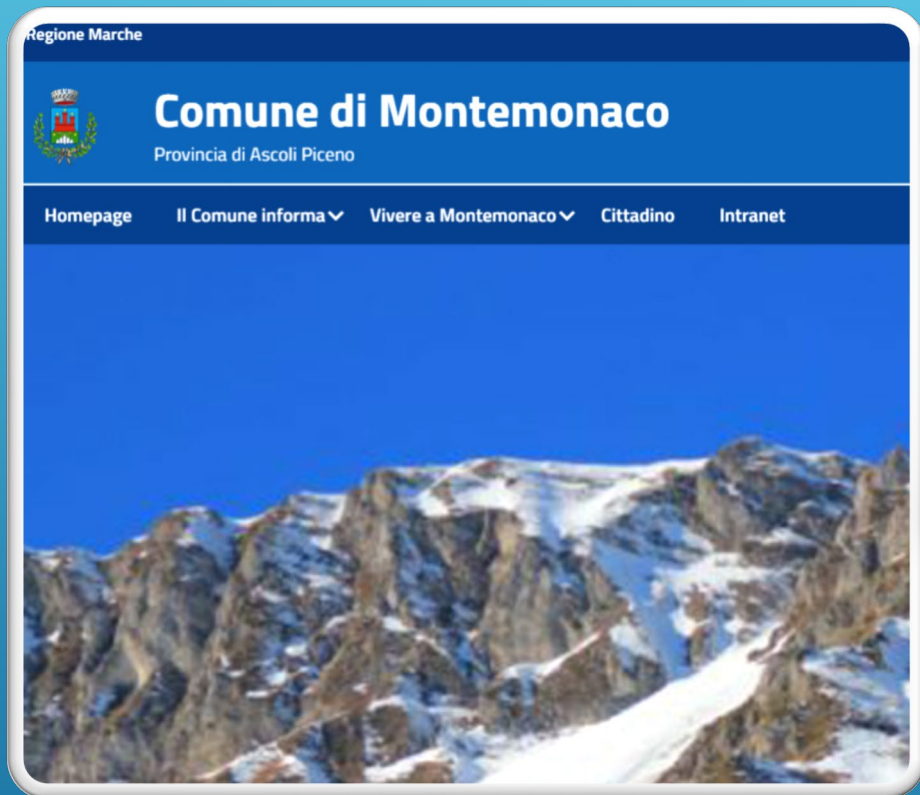 Regione Marche
Comune di Montemonaco
Provincia di Ascoli Piceno
Homepage Il Comune informa Vivere a Montemonaco Cittadino Intranet